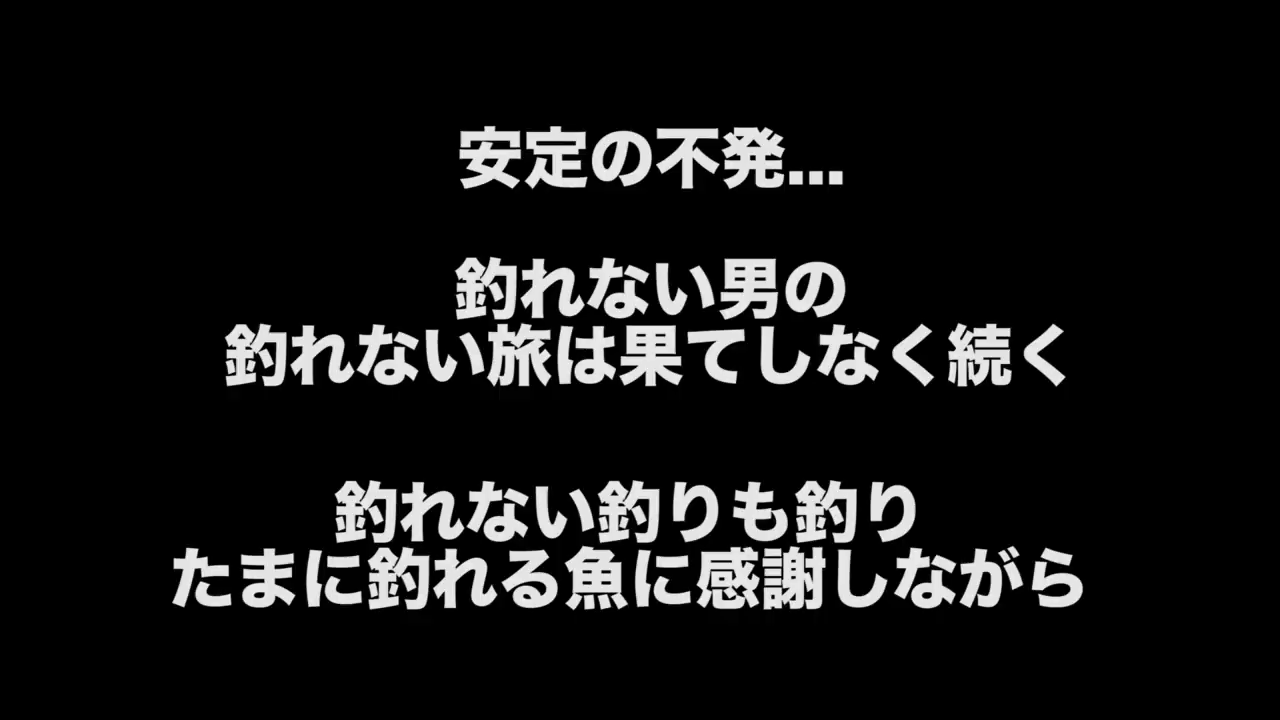 安定の不発...
釣れない男の
釣れない旅は果てしなく続く
釣れない釣りも釣り
たまに釣れる魚に感謝しながら